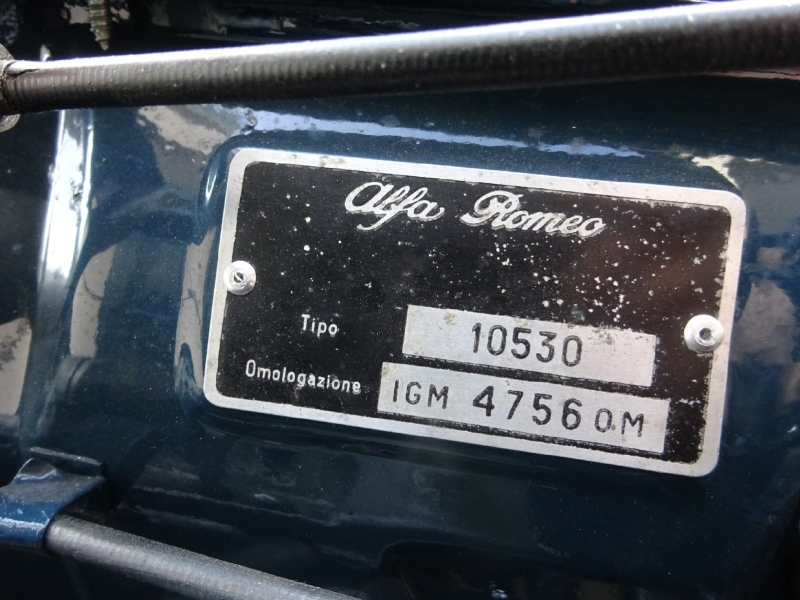 Alfa Romeo
Tipo 10530
Omologazione IGM 4756 OM